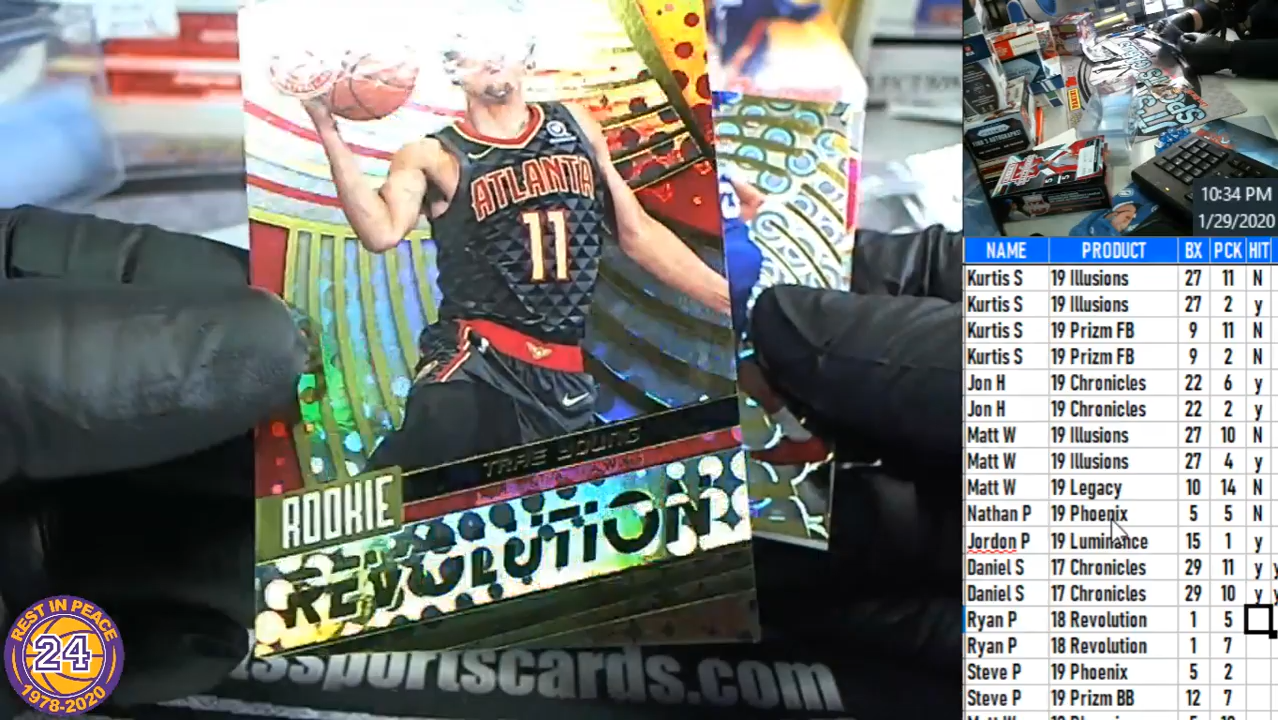 ATLANTA
11
TRAE YOUNG
ROOKIE
REVOLUTION
ssportscards.com
REST IN PEACE
24
1978-2020
10:34 PM
1/29/2020
NAME PRODUCT BX PCK HIT
Kurtis S 19 Illusions 27 11 N
Kurtis S 19 Illusions 27 2 y
Kurtis S 19 Prizm FB 9 11 N
Kurtis S 19 Prizm FB 9 2 N
Jon H 19 Chronicles 22 6 y
Jon H 19 Chronicles 22 2 y
Matt W 19 Illusions 27 10 N
Matt W 19 Illusions 27 4 y
Matt W 19 Legacy 10 14 N
Nathan P 19 Phoenix 5 5 N
Jordon P 19 Luminance 15 1 y
Daniel S 17 Chronicles 29 11 y y
Daniel S 17 Chronicles 29 10 y y
Ryan P 18 Revolution 1 5
Ryan P 18 Revolution 1 7
Steve P 19 Phoenix 5 2
Steve P 19 Prizm BB 12 7